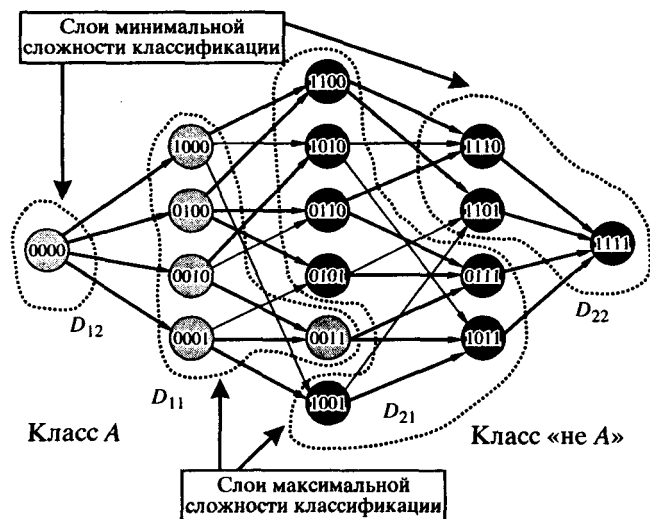 Слои минимальной
сложности классификации
1100
1000
1010
1110
0100
0110
1101
0000
1111
0010
0101
0111
D₁₂
D₂₂
0001
0011
1011
D₁₁
1001
D₂₁
Класс A
Класс «не A»
Слои максимальной
сложности классификации